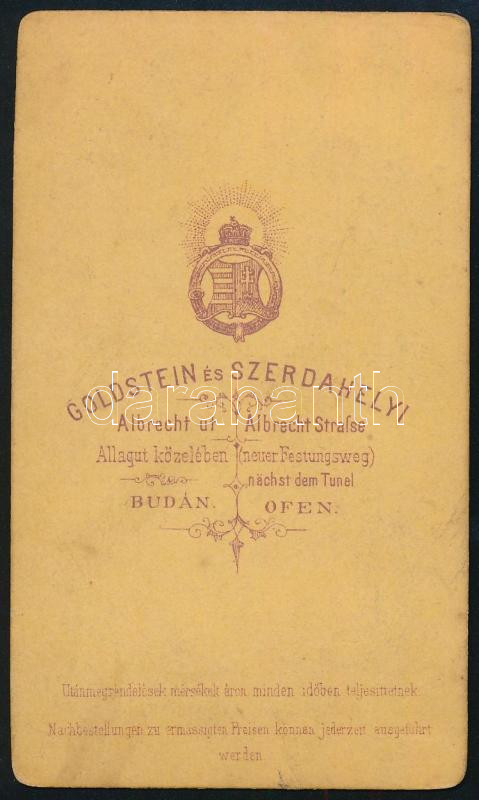 GOLDSTEIN ÉS SZERDAHELYI
Albrecht út
Allagut közelében
BUDÁN.
Albrecht Straſse
(neuer Festungsweg)
nächst dem Tunel
OFEN.
darabanth
Utánmegrendelések mérsékelt áron minden időben teljesíttetnek.
Nachbestellungen zu ermässigten Preisen können jederzeit ausgeführt
werden